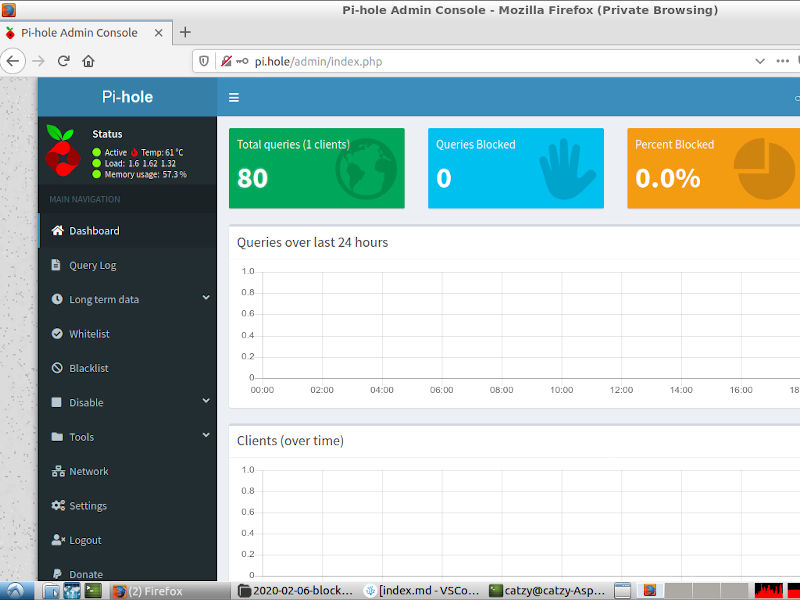 Pi-hole Admin Console - Mozilla Firefox (Private Browsing)
Pi-hole Admin Console
pi.hole/admin/index.php
Pi-hole
Status
Active Temp: 61 °C
Load: 1.6 1.62 1.32
Memory usage: 57.3 %
MAIN NAVIGATION
Dashboard
Query Log
Long term data
Whitelist
Blacklist
Disable
Tools
Network
Settings
Logout
Donate
Total queries (1 clients)
80
Queries Blocked
0
Percent Blocked
0.0%
Queries over last 24 hours
1.0
0.8
0.6
0.4
0.2
0
00:00 02:00 04:00 06:00 08:00 10:00 12:00 14:00 16:00 18
Clients (over time)
1.0
0.8
0.6
0.4
0.2
0
(2) Firefox
2020-02-06-block...
[index.md - VSCo...
catzy@catzy-Asp...